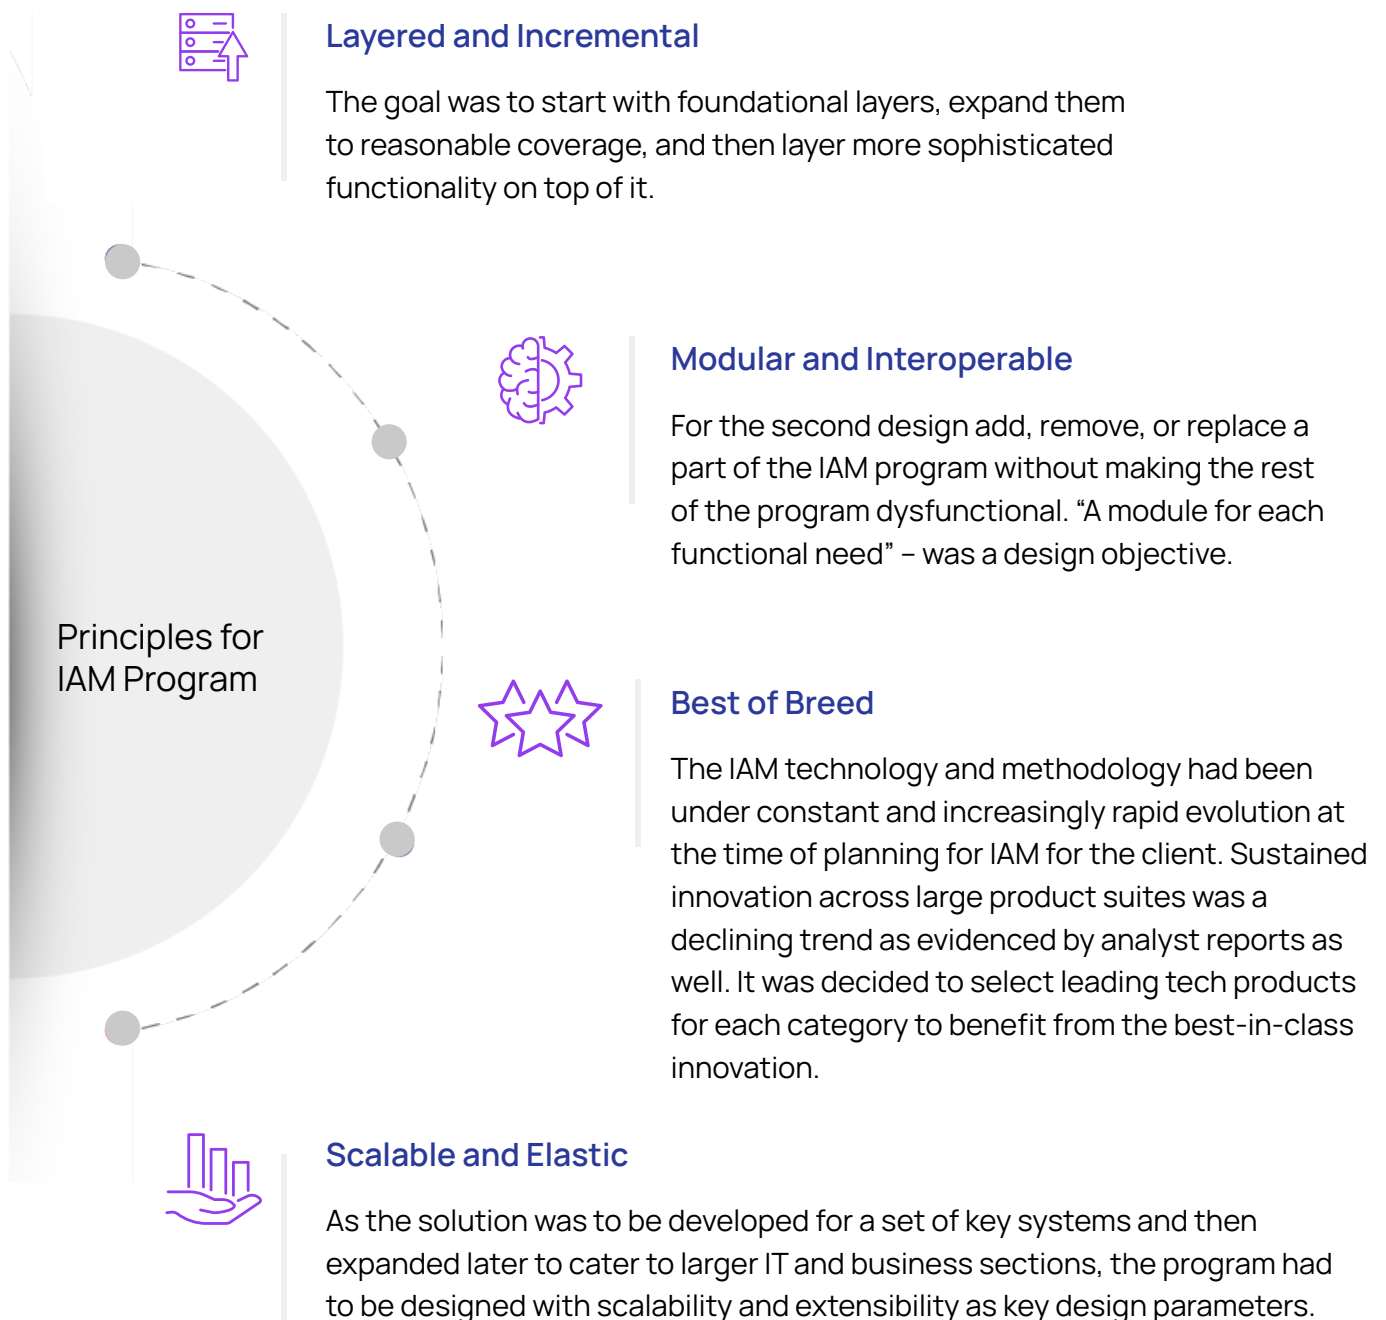 Layered and Incremental
The goal was to start with foundational layers, expand them
to reasonable coverage, and then layer more sophisticated
functionality on top of it.
Modular and Interoperable
For the second design add, remove, or replace a
part of the IAM program without making the rest
of the program dysfunctional. “A module for each
functional need” – was a design objective.
Principles for
IAM Program
Best of Breed
The IAM technology and methodology had been
under constant and increasingly rapid evolution at
the time of planning for IAM for the client. Sustained
innovation across large product suites was a
declining trend as evidenced by analyst reports as
well. It was decided to select leading tech products
for each category to benefit from the best-in-class
innovation.
Scalable and Elastic
As the solution was to be developed for a set of key systems and then
expanded later to cater to larger IT and business sections, the program had
to be designed with scalability and extensibility as key design parameters.